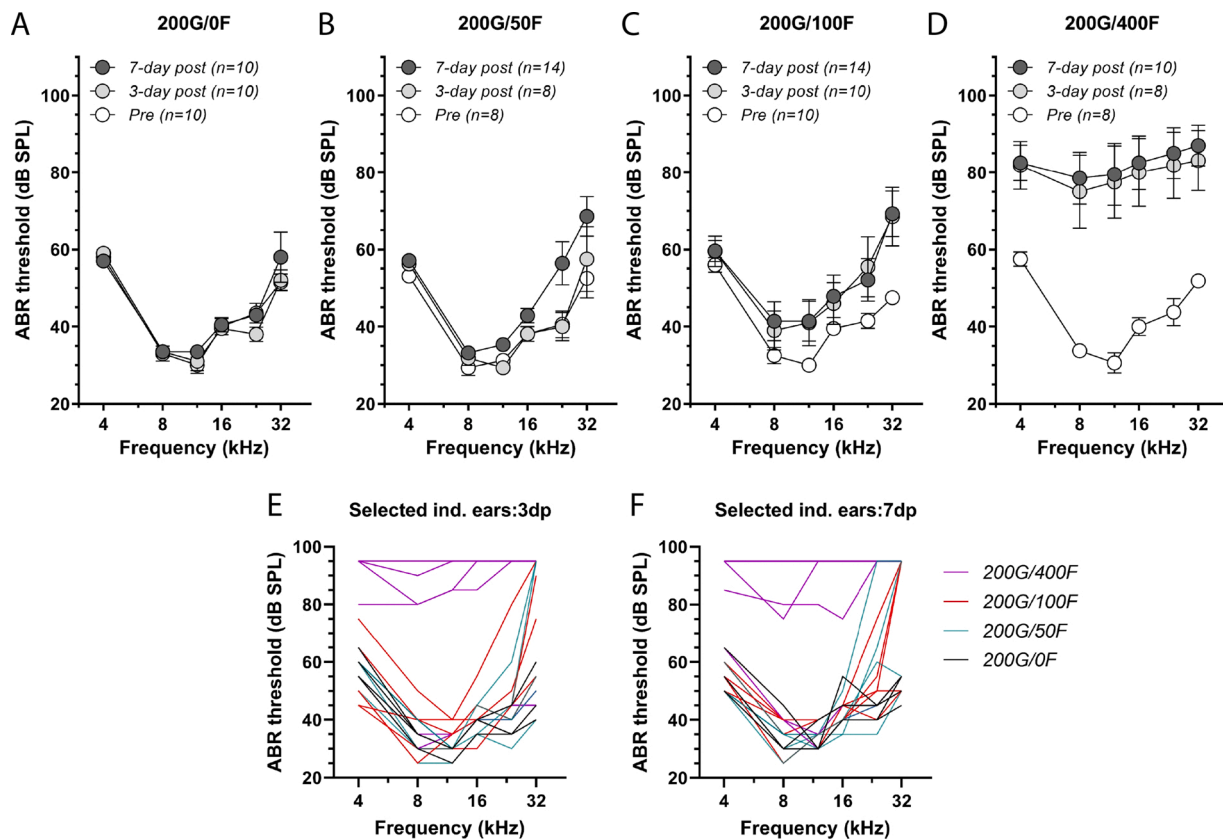 A
200G/0F
7-day post (n=10)
3-day post (n=10)
Pre (n=10)
ABR threshold (dB SPL)
100
80
60
40
20
4
8
16
32
Frequency (kHz)
B
200G/50F
7-day post (n=14)
3-day post (n=8)
Pre (n=8)
ABR threshold (dB SPL)
100
80
60
40
20
4
8
16
32
Frequency (kHz)
C
200G/100F
7-day post (n=14)
3-day post (n=10)
Pre (n=10)
ABR threshold (dB SPL)
100
80
60
40
20
4
8
16
32
Frequency (kHz)
D
200G/400F
7-day post (n=10)
3-day post (n=8)
Pre (n=8)
ABR threshold (dB SPL)
100
80
60
40
20
4
8
16
32
Frequency (kHz)
E
Selected ind. ears:3dp
ABR threshold (dB SPL)
100
80
60
40
20
4
8
16
32
Frequency (kHz)
F
Selected ind. ears:7dp
ABR threshold (dB SPL)
100
80
60
40
20
4
8
16
32
Frequency (kHz)
200G/400F
200G/100F
200G/50F
200G/0F